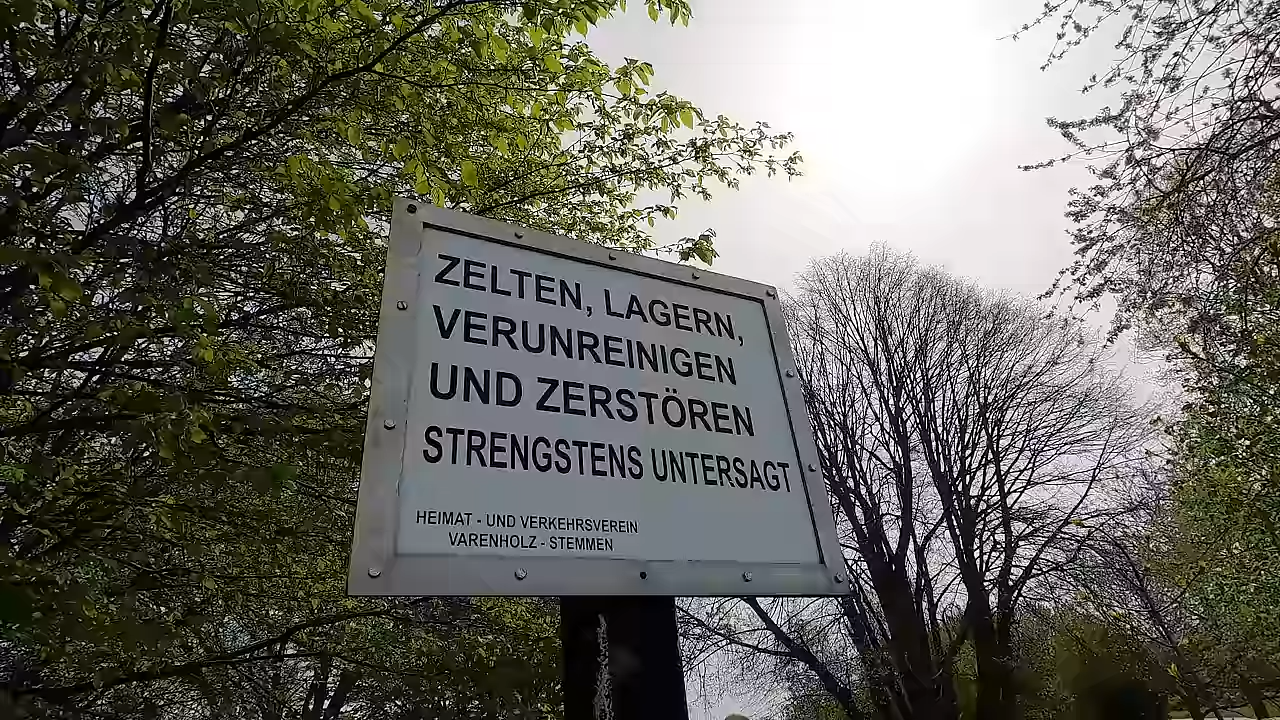 ZELTEN, LAGERN,
VERUNREINIGEN
UND ZERSTÖREN
STRENGSTENS UNTERSAGT
HEIMAT - UND VERKEHRSVEREIN
VARENHOLZ - STEMMEN